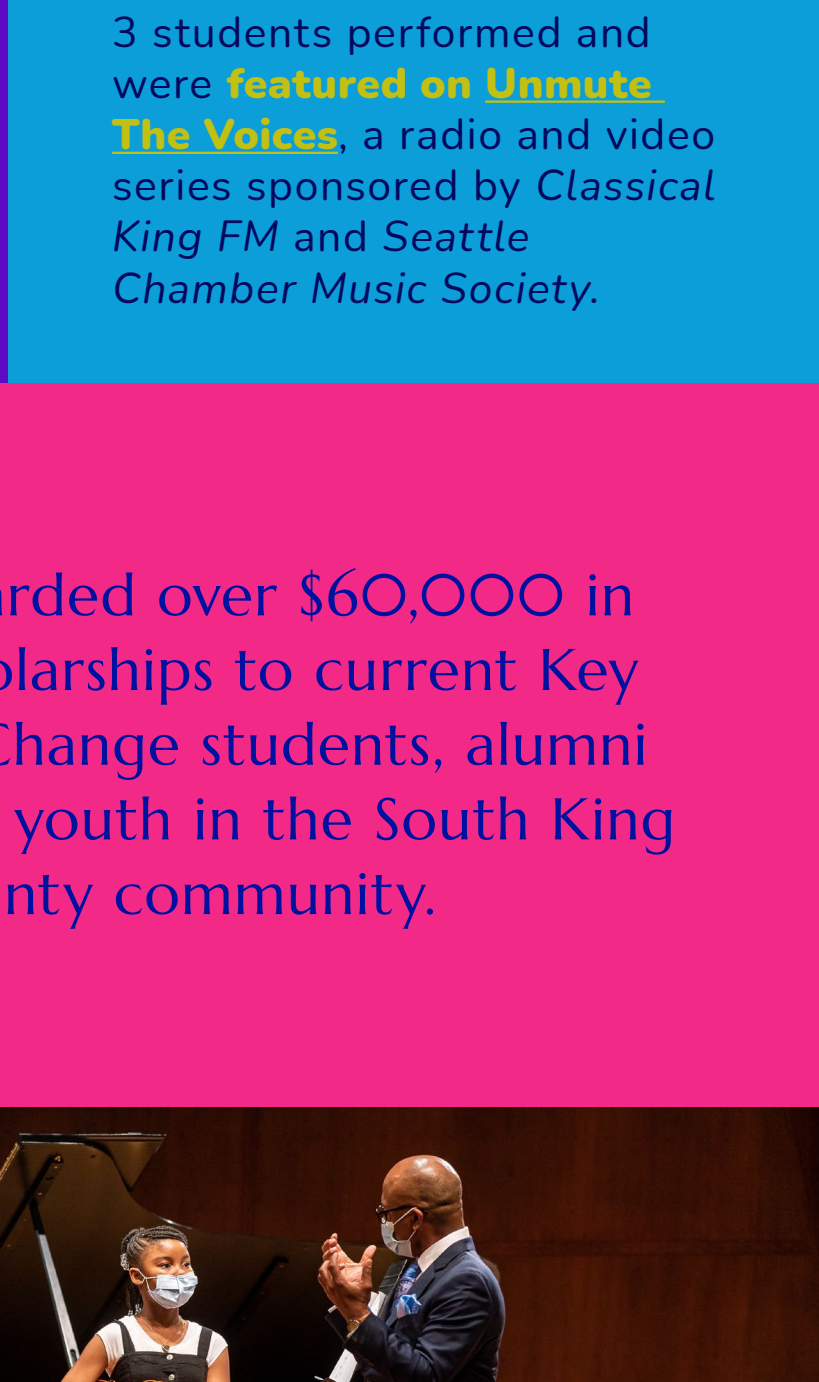 3 students performed and
were featured on Unmute
The Voices, a radio and video
series sponsored by Classical
King FM and Seattle
Chamber Music Society.
arded over $60,000 in
olarships to current Key
Change students, alumni
youth in the South King
nty community.